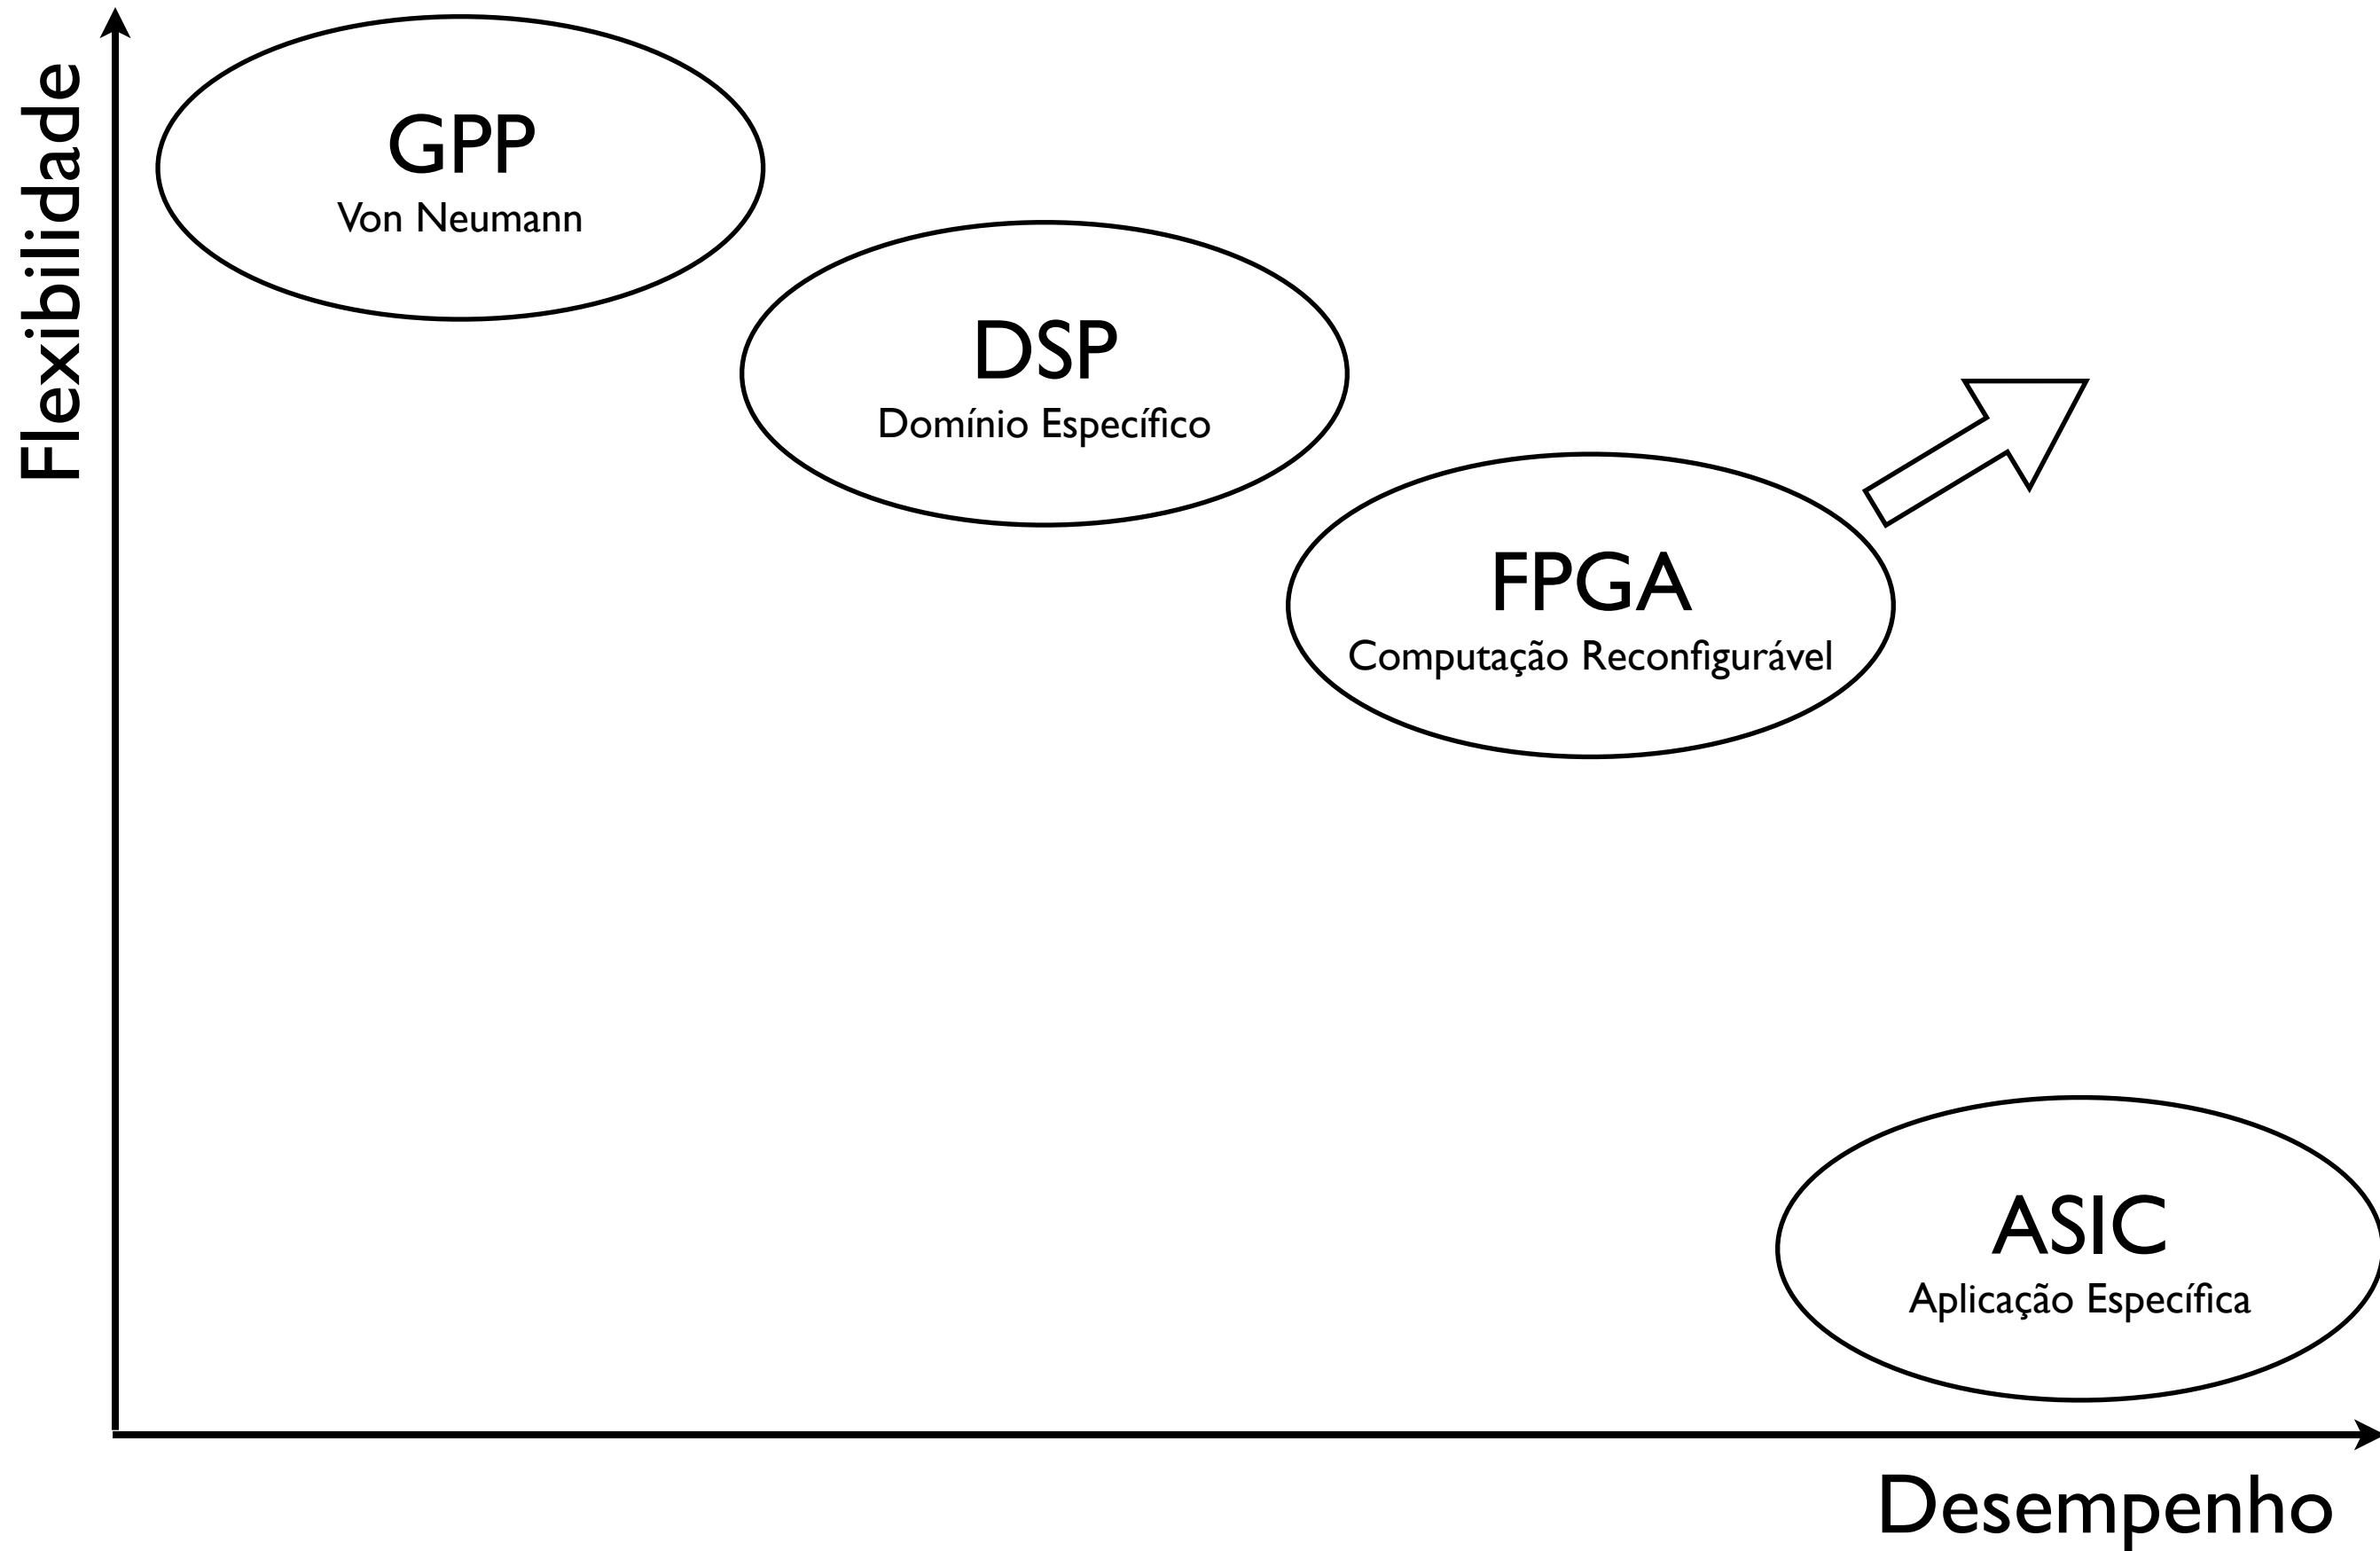 Flexibilidade
GPP
Von Neumann
DSP
Domínio Específico
FPGA
Computação Reconfigurável
ASIC
Aplicação Específica
Desempenho